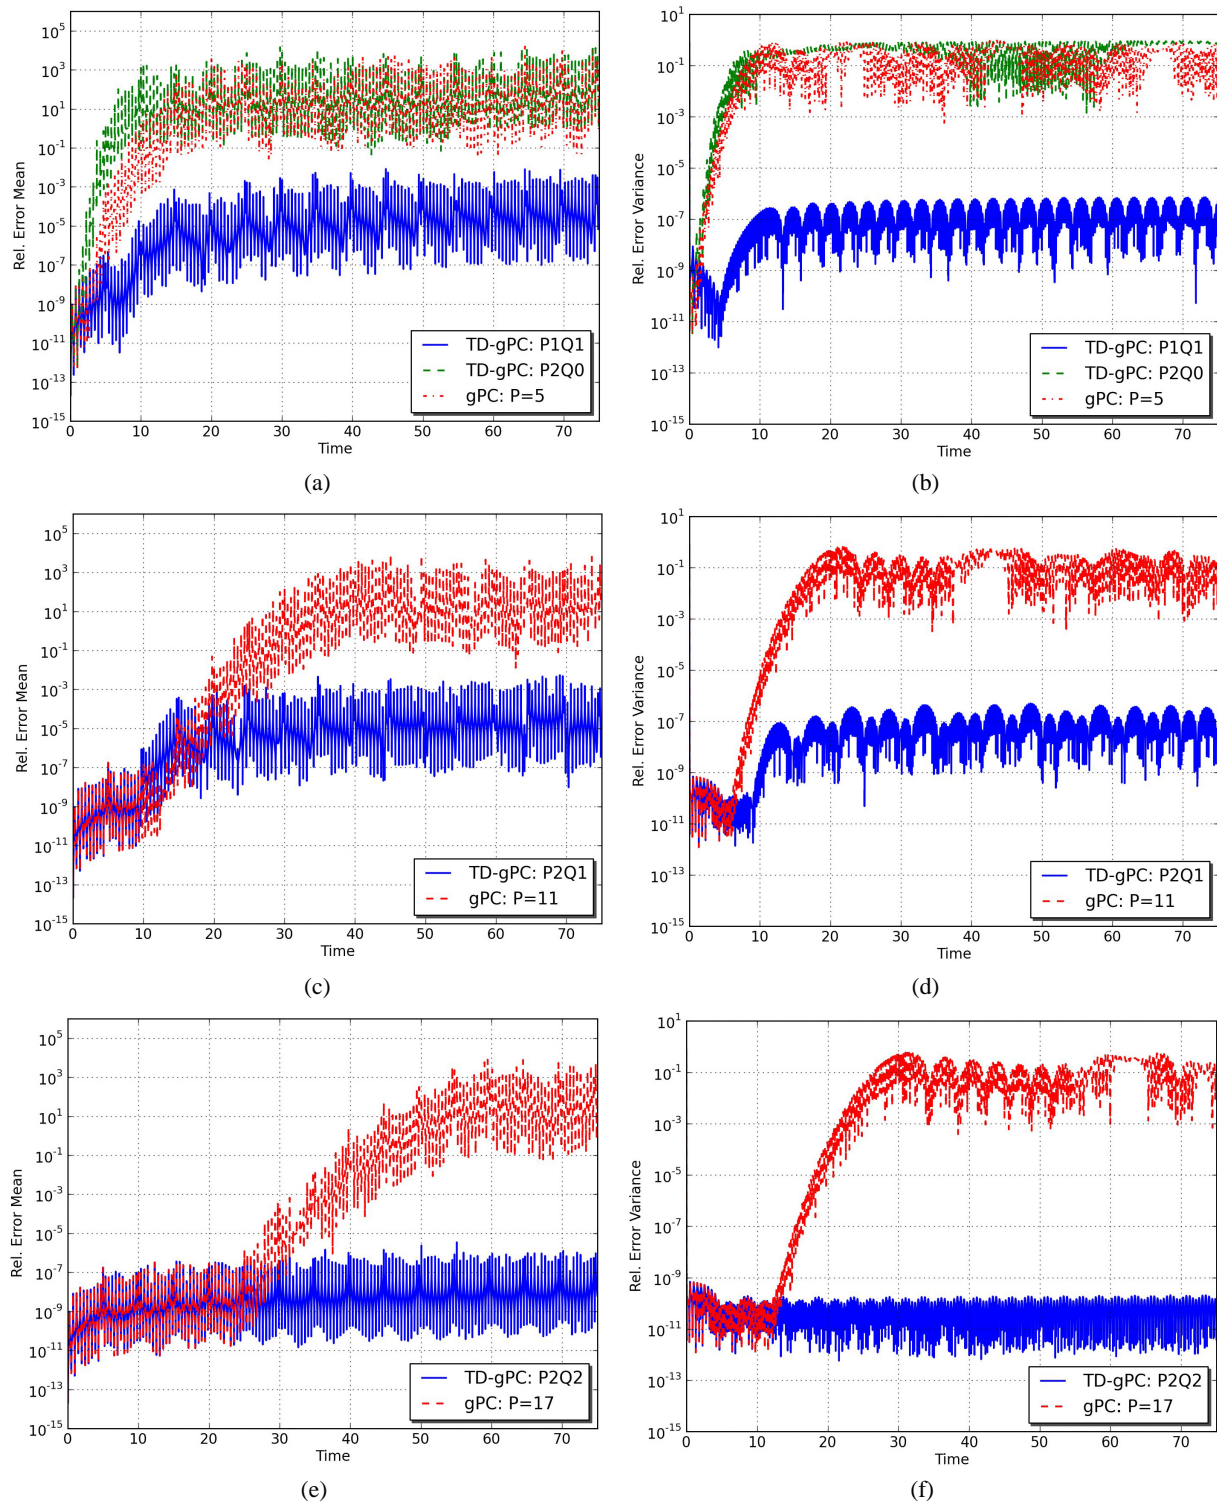 Rel. Error Mean
10^5
10^3
10^1
10^-1
10^-3
10^-5
10^-7
10^-9
10^-11
10^-13
10^-15
0 10 20 30 40 50 60 70
Time
TD-gPC: P1Q1
TD-gPC: P2Q0
gPC: P=5
(a)
Rel. Error Variance
10^1
10^-1
10^-3
10^-5
10^-7
10^-9
10^-11
10^-13
10^-15
0 10 20 30 40 50 60 70
Time
TD-gPC: P1Q1
TD-gPC: P2Q0
gPC: P=5
(b)
Rel. Error Mean
10^5
10^3
10^1
10^-1
10^-3
10^-5
10^-7
10^-9
10^-11
10^-13
10^-15
0 10 20 30 40 50 60 70
Time
TD-gPC: P2Q1
gPC: P=11
(c)
Rel. Error Variance
10^1
10^-1
10^-3
10^-5
10^-7
10^-9
10^-11
10^-13
10^-15
0 10 20 30 40 50 60 70
Time
TD-gPC: P2Q1
gPC: P=11
(d)
Rel. Error Mean
10^5
10^3
10^1
10^-1
10^-3
10^-5
10^-7
10^-9
10^-11
10^-13
10^-15
0 10 20 30 40 50 60 70
Time
TD-gPC: P2Q2
gPC: P=17
(e)
Rel. Error Variance
10^1
10^-1
10^-3
10^-5
10^-7
10^-9
10^-11
10^-13
10^-15
0 10 20 30 40 50 60 70
Time
TD-gPC: P2Q2
gPC: P=17
(f)